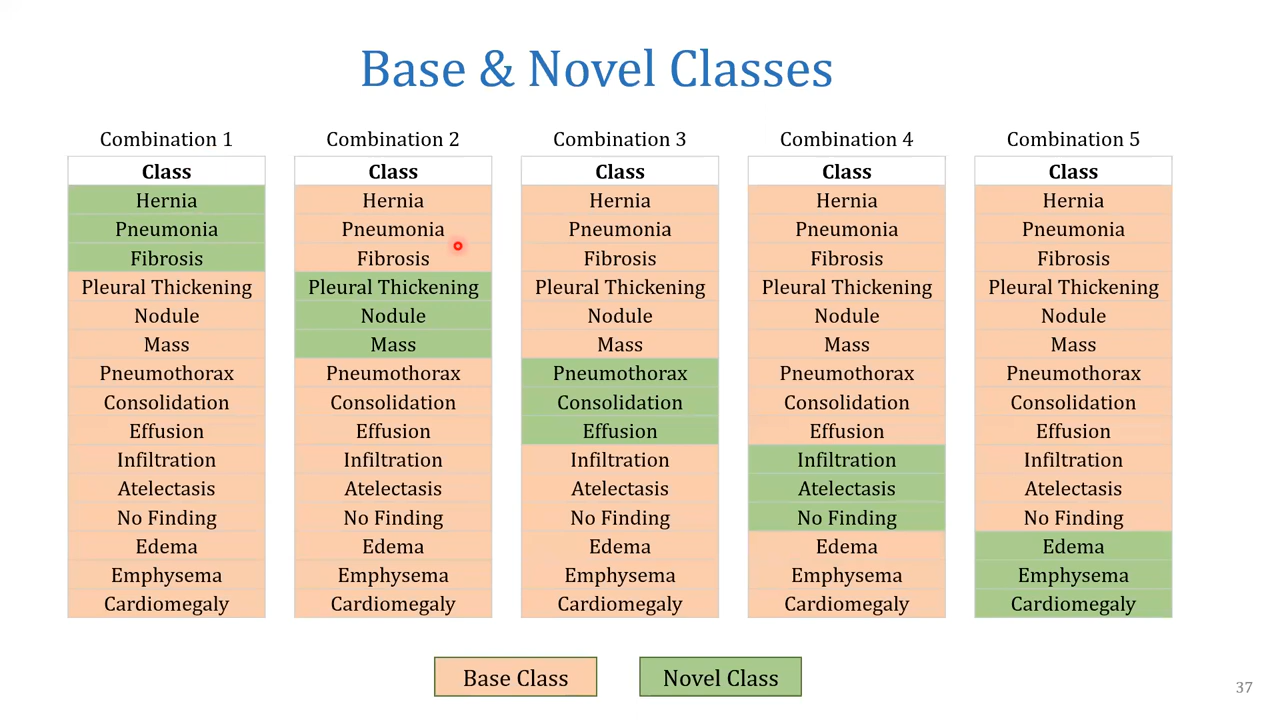 Base & Novel Classes
Combination 1 Combination 2 Combination 3 Combination 4 Combination 5
Class Class Class Class Class
Hernia Hernia Hernia Hernia Hernia
Pneumonia Pneumonia Pneumonia Pneumonia Pneumonia
Fibrosis Fibrosis Fibrosis Fibrosis Fibrosis
Pleural Thickening Pleural Thickening Pleural Thickening Pleural Thickening Pleural Thickening
Nodule Nodule Nodule Nodule Nodule
Mass Mass Mass Mass Mass
Pneumothorax Pneumothorax Pneumothorax Pneumothorax Pneumothorax
Consolidation Consolidation Consolidation Consolidation Consolidation
Effusion Effusion Effusion Effusion Effusion
Infiltration Infiltration Infiltration Infiltration Infiltration
Atelectasis Atelectasis Atelectasis Atelectasis Atelectasis
No Finding No Finding No Finding No Finding No Finding
Edema Edema Edema Edema Edema
Emphysema Emphysema Emphysema Emphysema Emphysema
Cardiomegaly Cardiomegaly Cardiomegaly Cardiomegaly Cardiomegaly
Base Class Novel Class
37